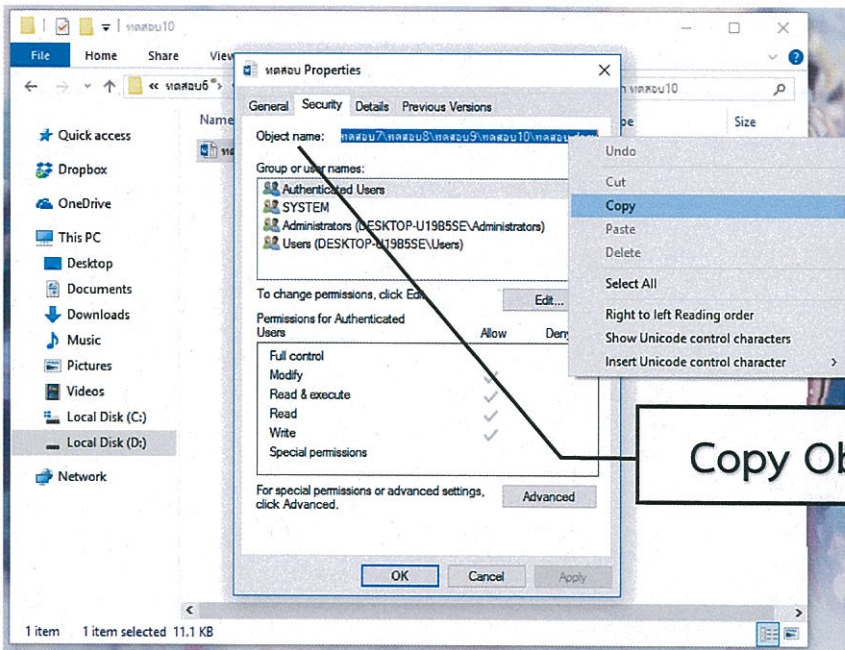 ทดสอบ10
File Home Share View
« ทดสอบ6 >
ทดสอบ10
Name
Size
Quick access
Dropbox
OneDrive
This PC
Desktop
Documents
Downloads
Music
Pictures
Videos
Local Disk (C:)
Local Disk (D:)
Network
1 item 1 item selected 11.1 KB
ทดสอบ Properties
General Security Details Previous Versions
Object name: ทดสอบ7\ทดสอบ8\ทดสอบ9\ทดสอบ10\ทดสอบ.docx
Group or user names:
Authenticated Users
SYSTEM
Administrators (DESKTOP-U19B5SE\Administrators)
Users (DESKTOP-U19B5SE\Users)
To change permissions, click Edit.
Edit...
Permissions for Authenticated
Users
Allow
Deny
Full control
Modify
Read & execute
Read
Write
Special permissions
For special permissions or advanced settings,
click Advanced.
Advanced
OK Cancel Apply
Undo
Cut
Copy
Paste
Delete
Select All
Right to left Reading order
Show Unicode control characters
Insert Unicode control character
Copy Ob